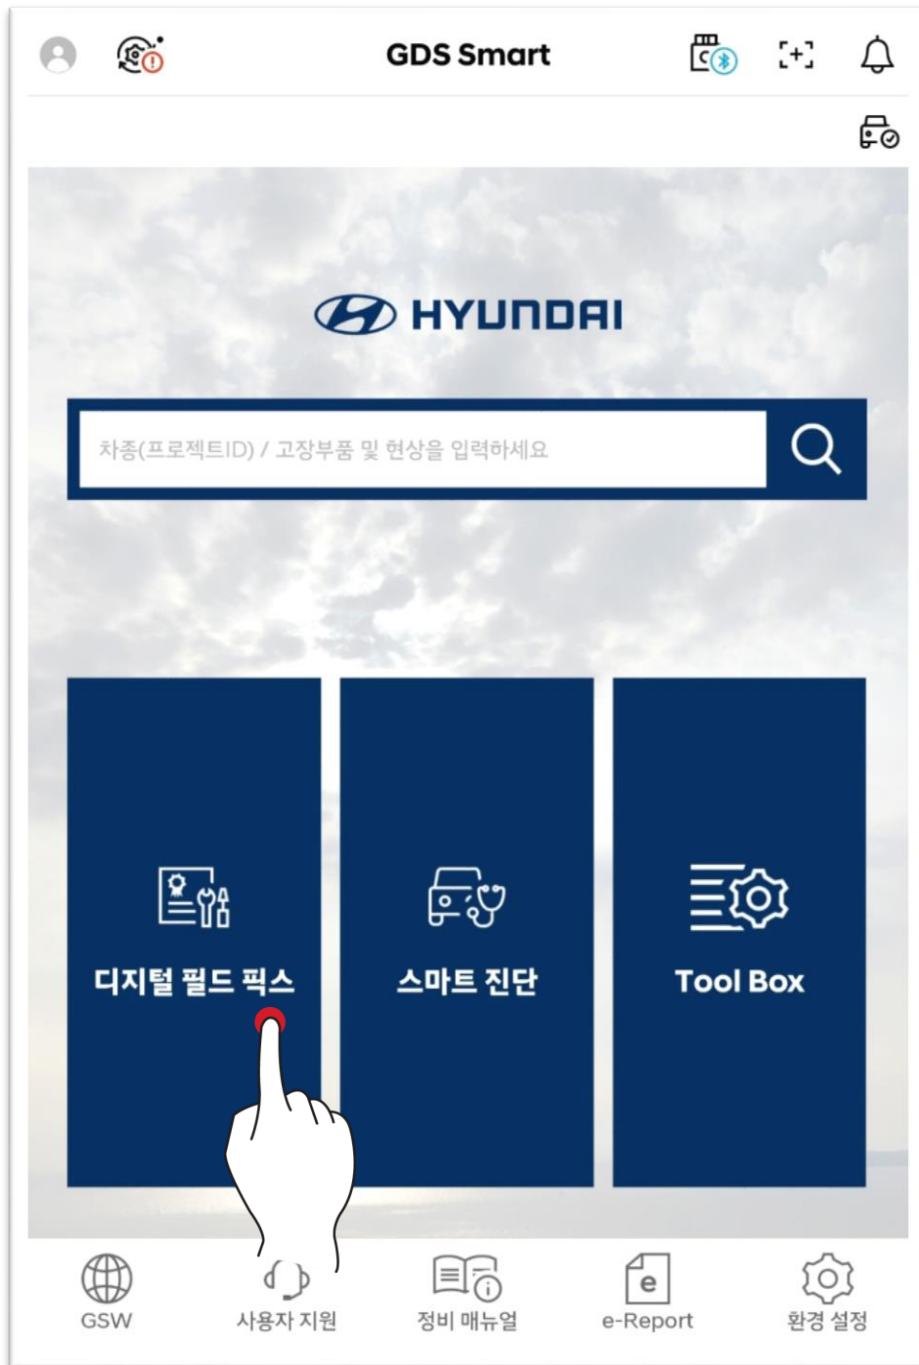 GDS Smart
HYUNDAI
차종(프로젝트ID) / 고장부품 및 현상을 입력하세요
디지털 필드 픽스
스마트 진단
Tool Box
GSW
사용자 지원
정비 매뉴얼
e-Report
환경 설정